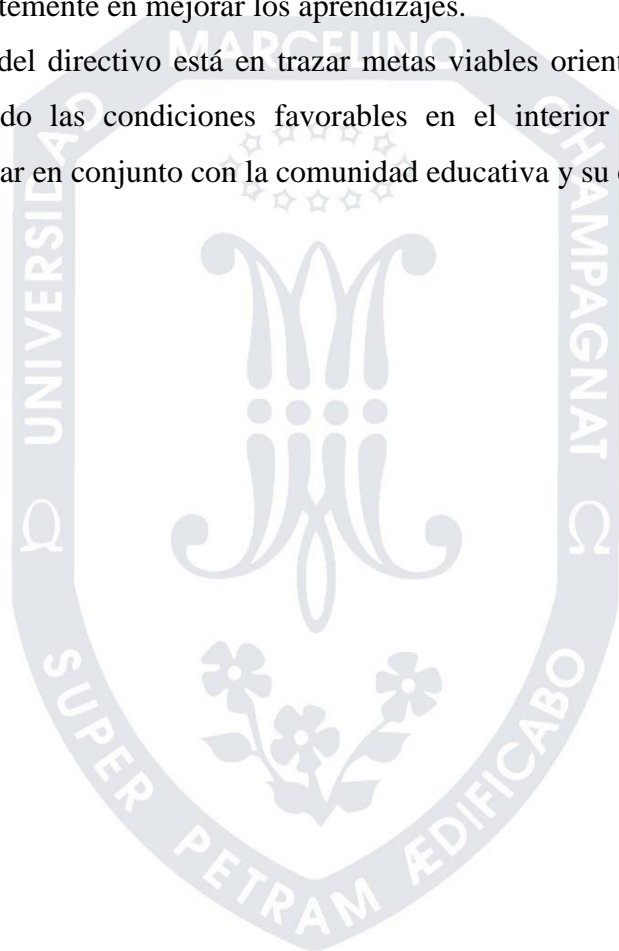 temente en mejorar los aprendizajes.
del directivo está en trazar metas viables orient
do las condiciones favorables en el interior
ar en conjunto con la comunidad educativa y su
UNIVERSIDAD MARCELINO CHAMPAGNAT
Ω SUPER PETRAM ÆDIFICABO Ω